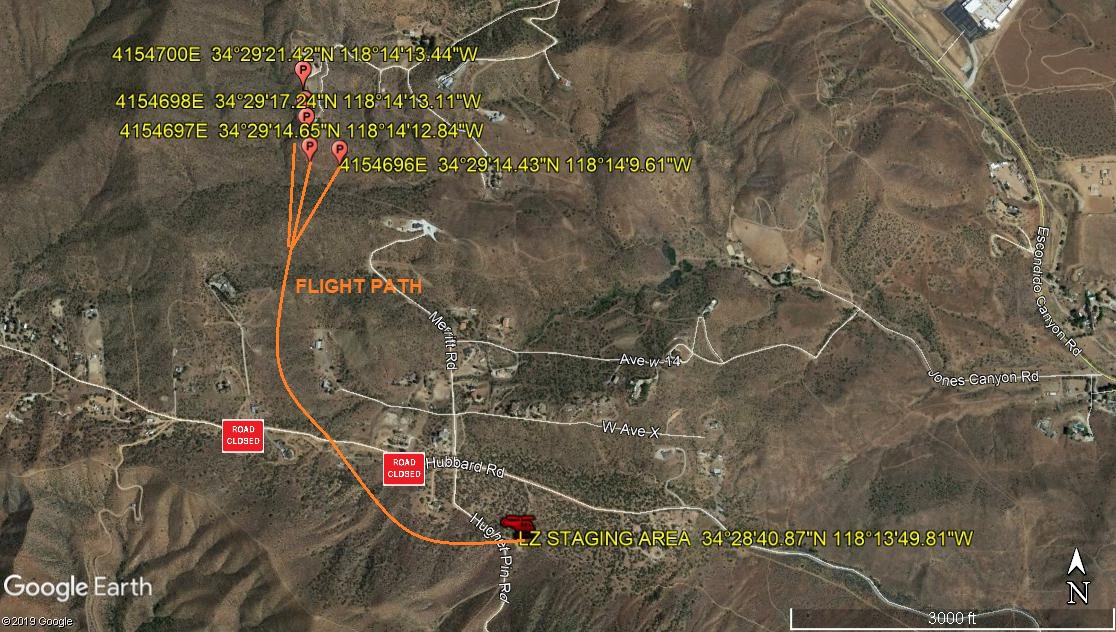 4154700E 34°29'21.42"N 118°14'13.44"W
P
4154698E 34°29'17.24"N 118°14'13.11"W
P
4154697E 34°29'14.65"N 118°14'12.84"W
P
P
4154696E 34°29'14.43"N 118°14'9.61"W
Escondido Canyon Rd
FLIGHT PATH
Merritt Rd
Ave w-14
Jones Canyon Rd
W Ave X
ROAD
CLOSED
ROAD
CLOSED
Hubbard Rd
LZ STAGING AREA 34°28'40.87"N 118°13'49.81"W
Rd
N
Google Earth
3000 ft
©2019 Google